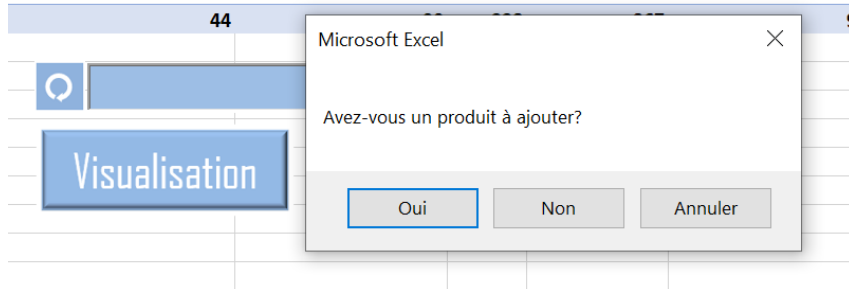 44
Microsoft Excel
Visualisation
Avez-vous un produit à ajouter?
Oui
Non
Annuler